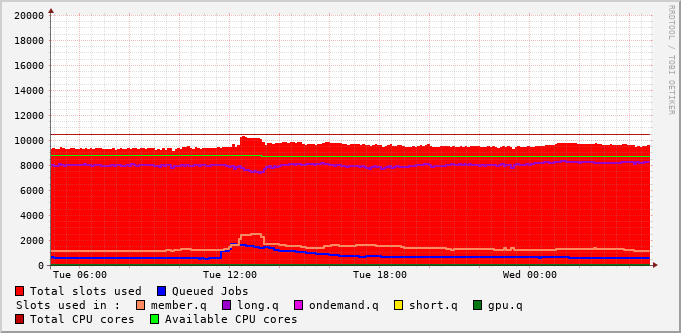 RRDTOOL / TOBI OETIKER
20000
18000
16000
14000
12000
10000
8000
6000
4000
2000
0
Tue 06:00 Tue 12:00 Tue 18:00 Wed 00:00
Total slots used Queued Jobs
Slots used in : member.q long.q ondemand.q short.q gpu.q
Total CPU cores Available CPU cores